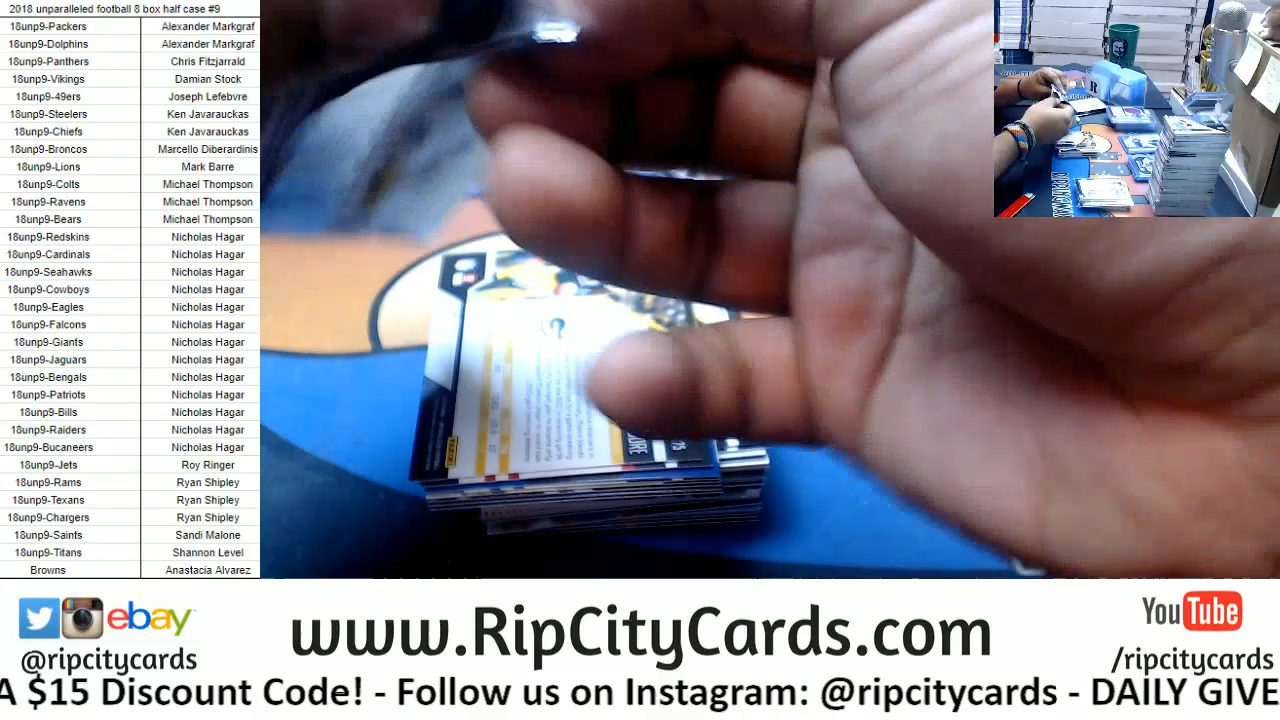 2018 unparalleled football 8 box half case #9
18unp9-Packers Alexander Markgraf
18unp9-Dolphins Alexander Markgraf
18unp9-Panthers Chris Fitzjarrald
18unp9-Vikings Damian Stock
18unp9-49ers Joseph Lefebvre
18unp9-Steelers Ken Javarauckas
18unp9-Chiefs Ken Javarauckas
18unp9-Broncos Marcello Diberardinis
18unp9-Lions Mark Barre
18unp9-Colts Michael Thompson
18unp9-Ravens Michael Thompson
18unp9-Bears Michael Thompson
18unp9-Redskins Nicholas Hagar
18unp9-Cardinals Nicholas Hagar
18unp9-Seahawks Nicholas Hagar
18unp9-Cowboys Nicholas Hagar
18unp9-Eagles Nicholas Hagar
18unp9-Falcons Nicholas Hagar
18unp9-Giants Nicholas Hagar
18unp9-Jaguars Nicholas Hagar
18unp9-Bengals Nicholas Hagar
18unp9-Patriots Nicholas Hagar
18unp9-Bills Nicholas Hagar
18unp9-Raiders Nicholas Hagar
18unp9-Bucaneers Nicholas Hagar
18unp9-Jets Roy Ringer
18unp9-Rams Ryan Shipley
18unp9-Texans Ryan Shipley
18unp9-Chargers Ryan Shipley
18unp9-Saints Sandi Malone
18unp9-Titans Shannon Level
Browns Anastacia Alvarez
PANINI
ebay
@ripcitycards
www.RipCityCards.com
YouTube
/ripcitycards
A $15 Discount Code! - Follow us on Instagram: @ripcitycards - DAILY GIVE